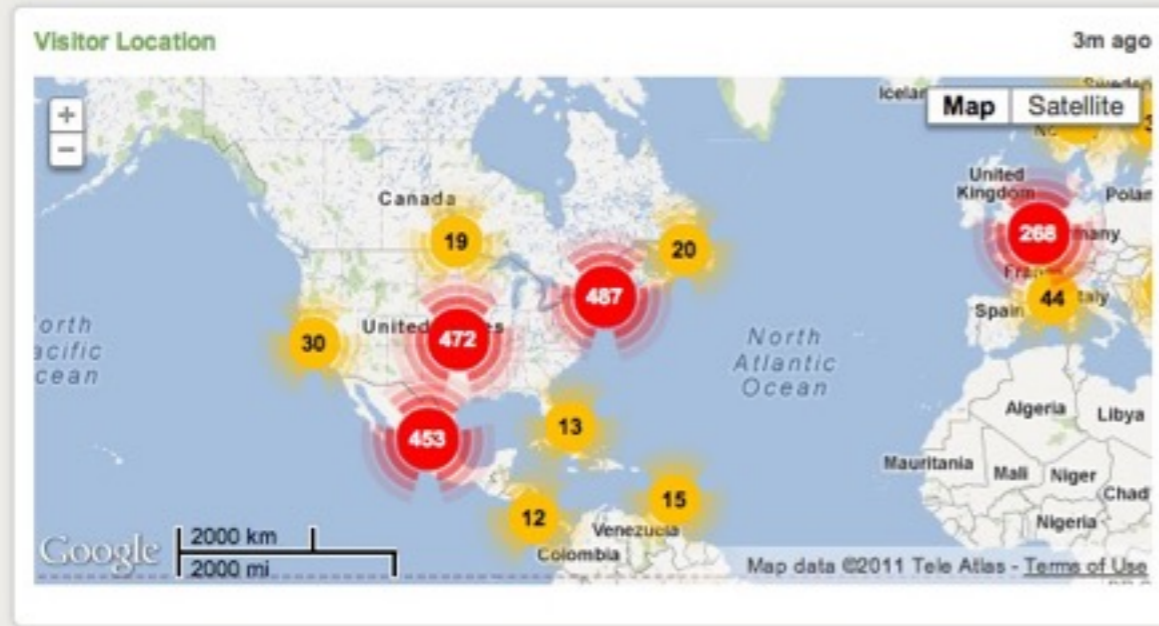 Visitor Location
3m ago
+
−
Map
Satellite
Canada
19
20
30
United
472
487
453
13
12
15
268
44
United
Kingdom
Spain
North
Atlantic
Ocean
Algeria
Libya
Mauritania
Mali
Niger
Chad
Nigeria
Venezuela
Colombia
Google
2000 km
2000 mi
Map data ©2011 Tele Atlas - Terms of Use